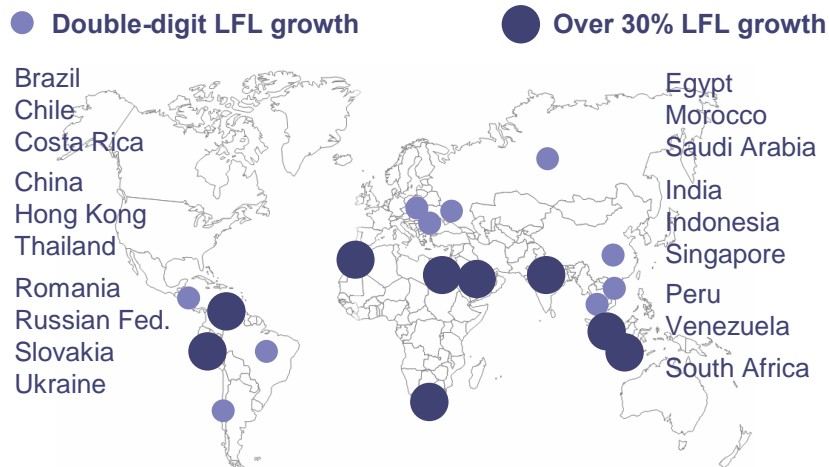 Double-digit LFL growth
Over 30% LFL growth
Brazil
Chile
Costa Rica
China
Hong Kong
Thailand
Romania
Russian Fed.
Slovakia
Ukraine
Egypt
Morocco
Saudi Arabia
India
Indonesia
Singapore
Peru
Venezuela
South Africa